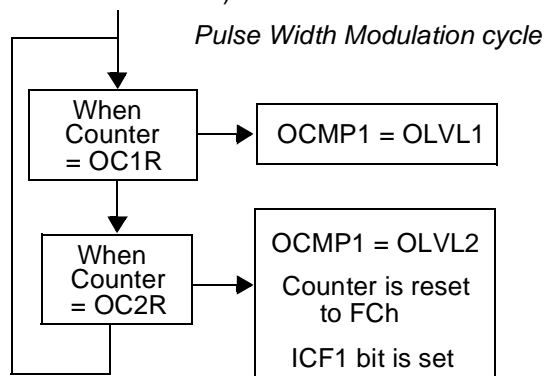 Pulse Width Modulation cycle
When
Counter
= OC1R
OCMP1 = OLVL1
When
Counter
= OC2R
OCMP1 = OLVL2
Counter is reset
to FCh
ICF1 bit is set